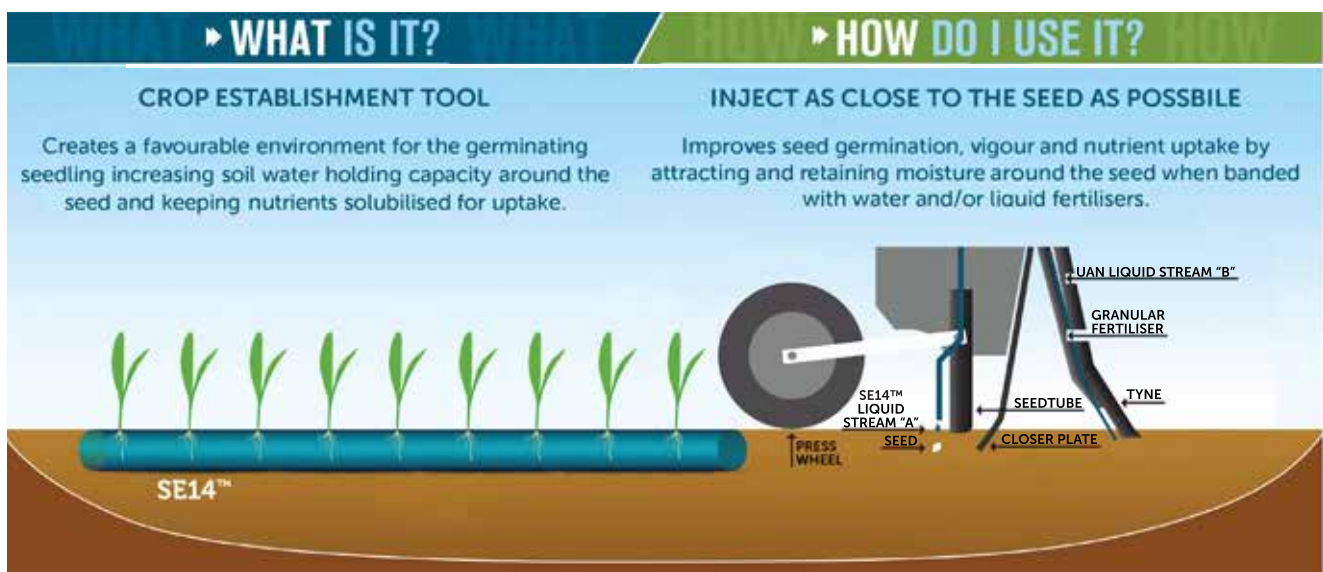 WHAT WHAT IS IT? WHAT
HOW HOW DO I USE IT? HOW
CROP ESTABLISHMENT TOOL
Creates a favourable environment for the germinating
seedling increasing soil water holding capacity around the
seed and keeping nutrients solubilised for uptake.
INJECT AS CLOSE TO THE SEED AS POSSBILE
Improves seed germination, vigour and nutrient uptake by
attracting and retaining moisture around the seed when banded
with water and/or liquid fertilisers.
UAN LIQUID STREAM “B”
GRANULAR
FERTILISER
TYNE
SE14™
LIQUID
STREAM “A”
SEED
SEEDTUBE
CLOSER PLATE
PRESS
WHEEL
SE14™